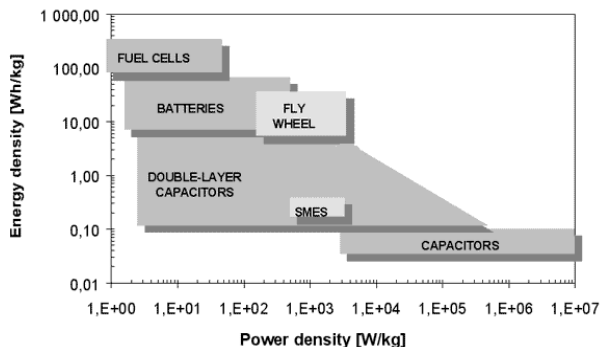 Energy density [Wh/kg]
1 000,00
100,00
10,00
1,00
0,10
0,01
FUEL CELLS
BATTERIES
FLY
WHEEL
DOUBLE-LAYER
CAPACITORS
SMES
CAPACITORS
1,E+00 1,E+01 1,E+02 1,E+03 1,E+04 1,E+05 1,E+06 1,E+07
Power density [W/kg]